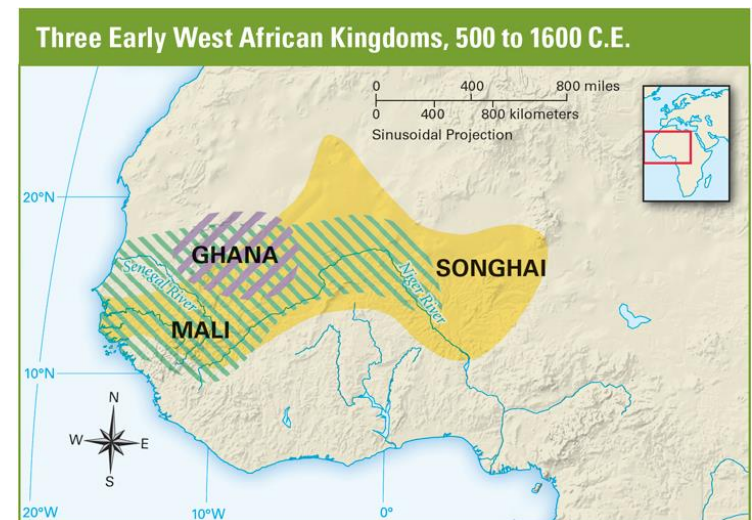 Three Early West African Kingdoms, 500 to 1600 C.E.
0 400 800 miles
0 400 800 kilometers
Sinusoidal Projection
20°N
GHANA
SONGHAI
Senegal River
Niger River
MALI
10°N
N
W E
S
20°W 10°W 0°